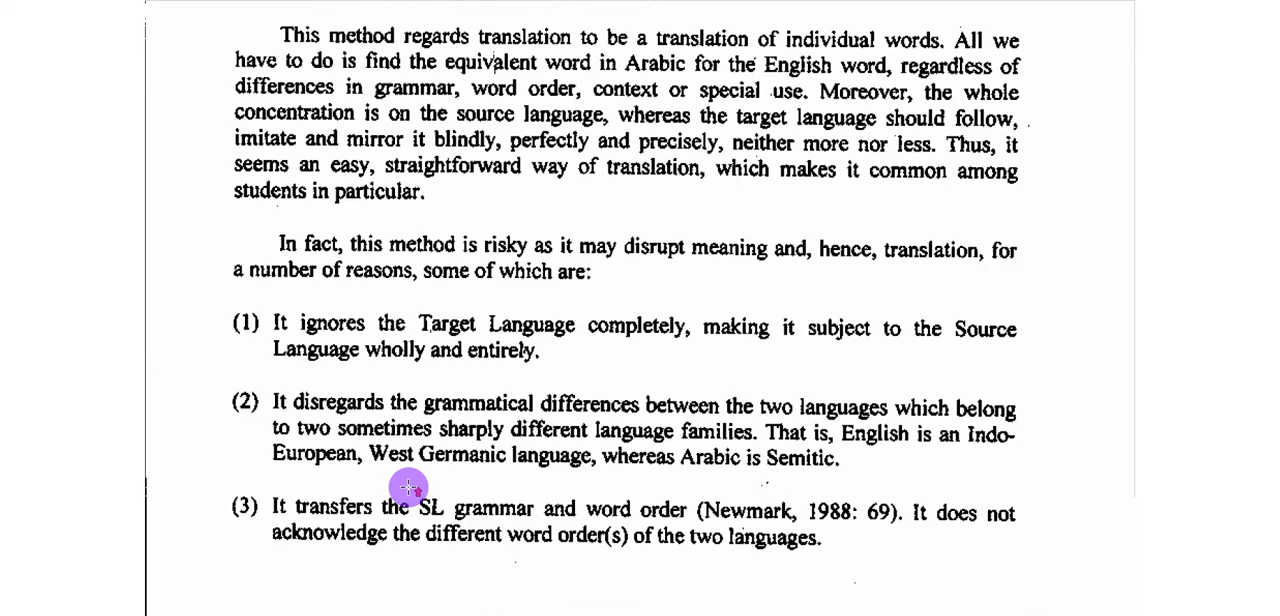 This method regards translation to be a translation of individual words. All we
have to do is find the equivalent word in Arabic for the English word, regardless of
differences in grammar, word order, context or special use. Moreover, the whole
concentration is on the source language, whereas the target language should follow,
imitate and mirror it blindly, perfectly and precisely, neither more nor less. Thus, it
seems an easy, straightforward way of translation, which makes it common among
students in particular.
In fact, this method is risky as it may disrupt meaning and, hence, translation, for
a number of reasons, some of which are:
(1) It ignores the Target Language completely, making it subject to the Source
Language wholly and entirely.
(2) It disregards the grammatical differences between the two languages which belong
to two sometimes sharply different language families. That is, English is an Indo-
European, West Germanic language, whereas Arabic is Semitic.
(3) It transfers the SL grammar and word order (Newmark, 1988: 69). It does not
acknowledge the different word order(s) of the two languages.